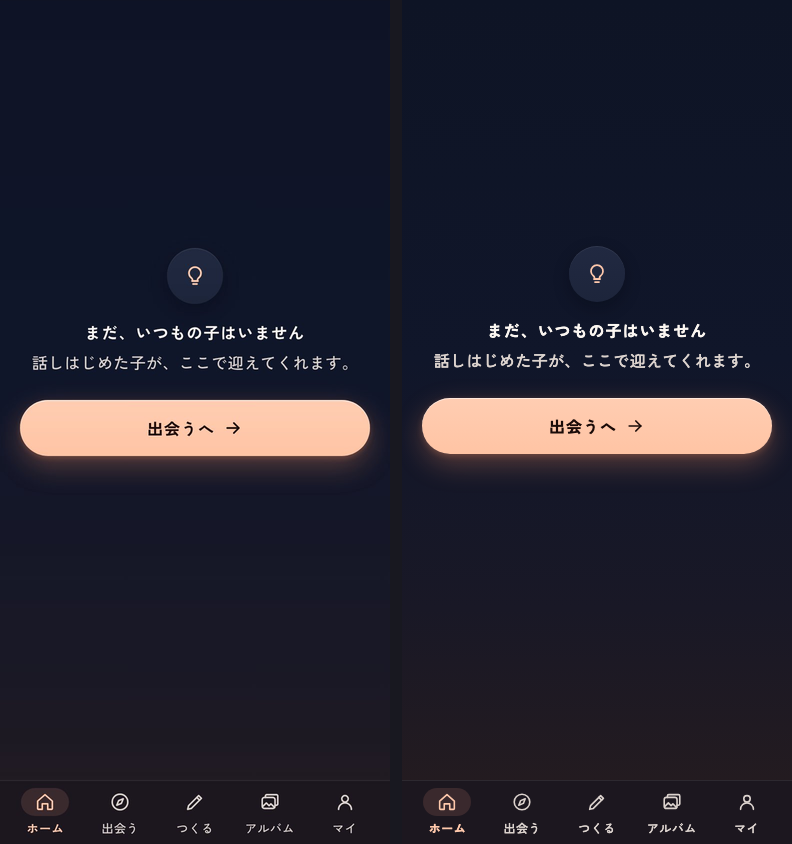 まだ、いつもの子はいません
話しはじめた子が、ここで迎えてくれます。
出会うへ →
ホーム 出会う つくる アルバム マイ
まだ、いつもの子はいません
話しはじめた子が、ここで迎えてくれます。
出会うへ →
ホーム 出会う つくる アルバム マイ